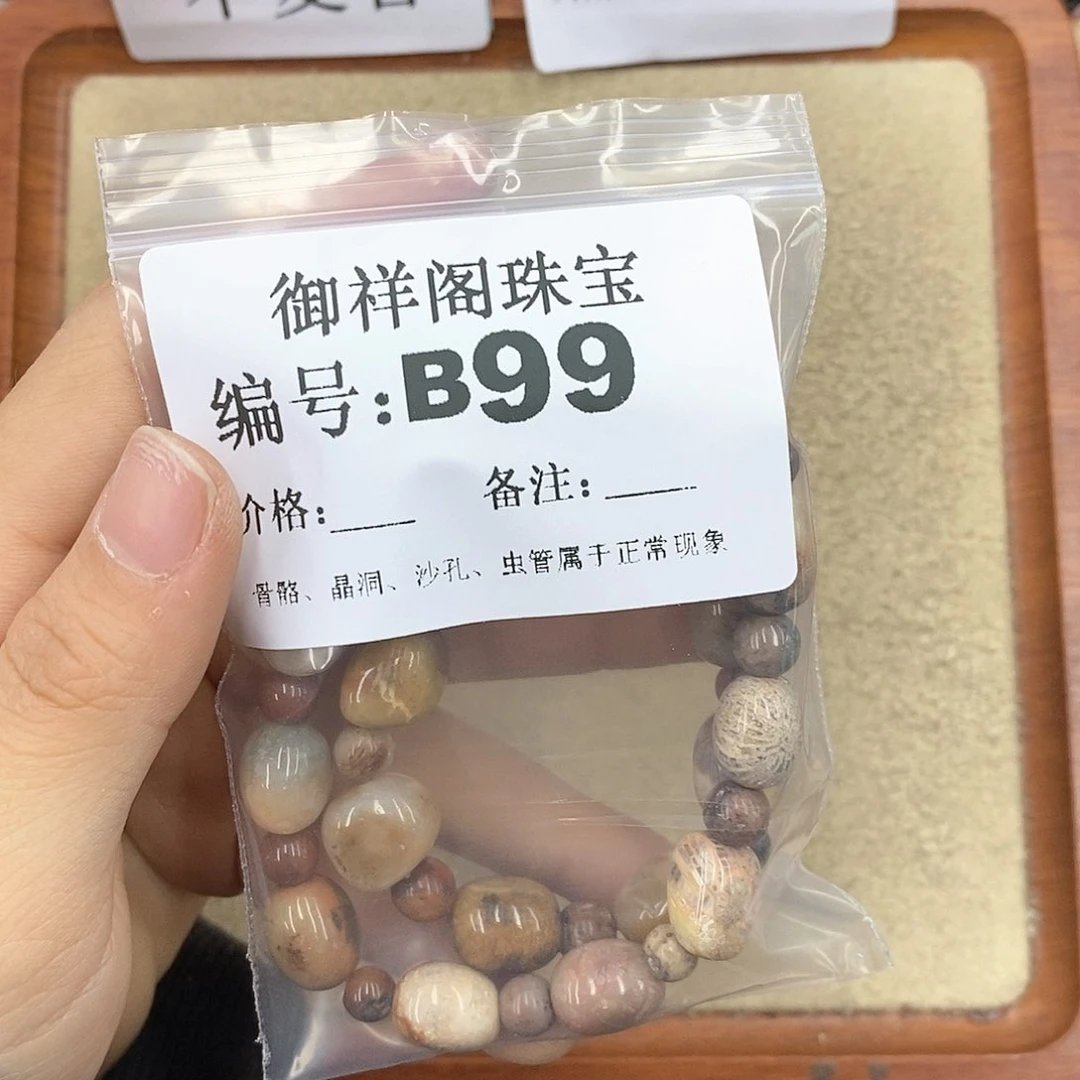 御祥阁珠宝
编号:B99
价格:____ 备注:____
骨骼、晶洞、沙孔、虫管属于正常现象